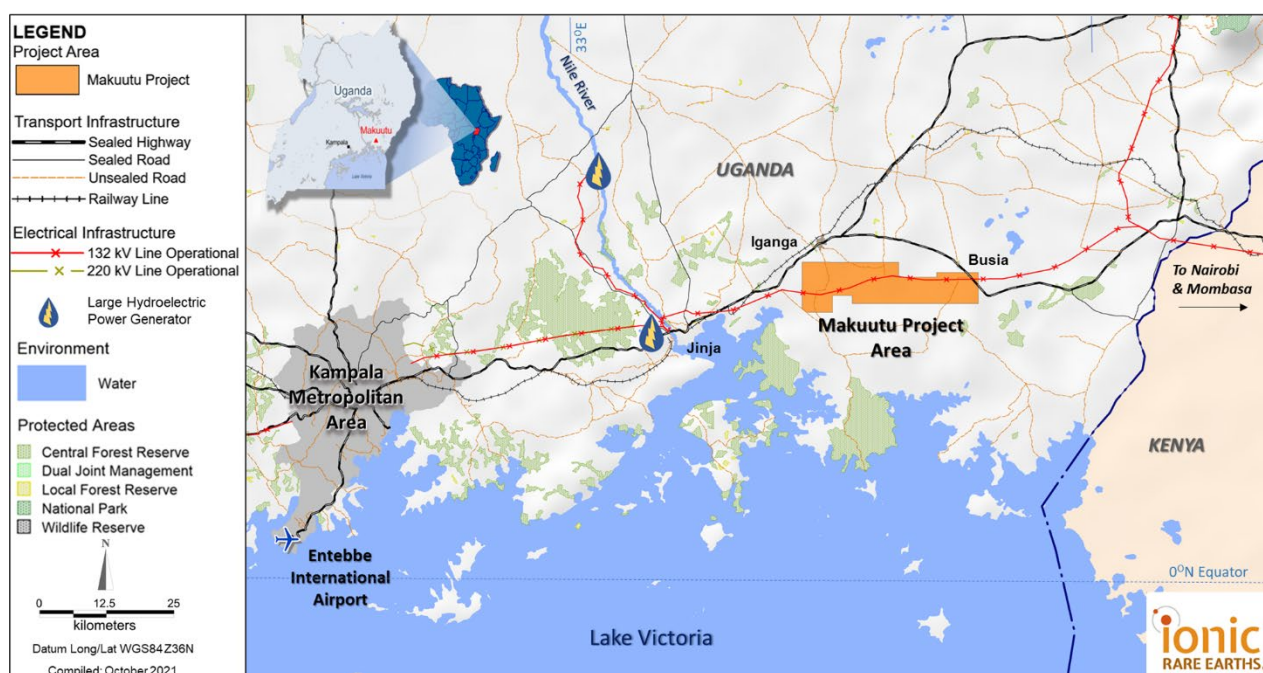 LEGEND
Project Area
Makuutu Project
Transport Infrastructure
Sealed Highway
Sealed Road
Unsealed Road
Railway Line
Electrical Infrastructure
132 kV Line Operational
220 kV Line Operational
Large Hydroelectric
Power Generator
Environment
Water
Protected Areas
Central Forest Reserve
Dual Joint Management
Local Forest Reserve
National Park
Wildlife Reserve
N
0 12.5 25
kilometers
Datum Long/Lat WGS84 Z36N
Compiled: October 2021
Uganda
Makuutu
Kampala
Lake Victoria
33°E
Nile River
UGANDA
Iganga
Busia
To Nairobi
& Mombasa
Makuutu Project
Area
Jinja
Kampala
Metropolitan
Area
KENYA
Entebbe
International
Airport
0°N Equator
Lake Victoria
ionic
RARE EARTHS